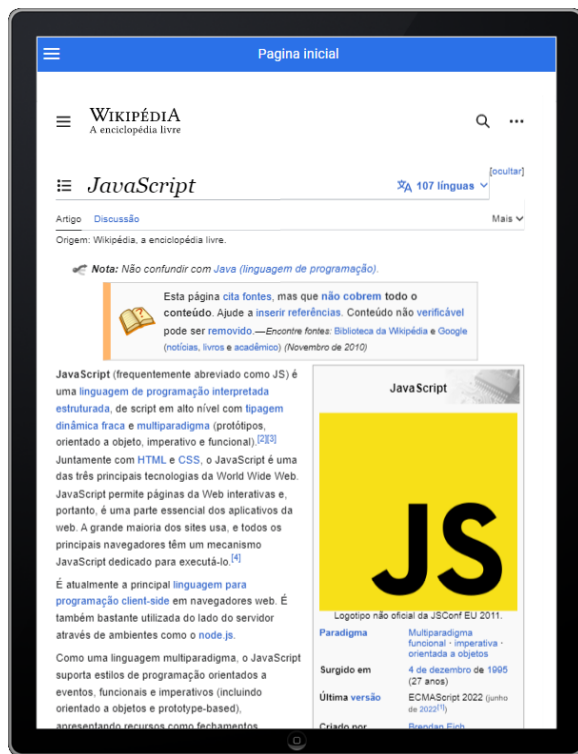 Pagina inicial
WIKIPÉDIA
A enciclopédia livre
[ocultar]
JavaScript
107 línguas
Artigo Discussão Mais
Origem: Wikipédia, a enciclopédia livre.
Nota: Não confundir com Java (linguagem de programação).
Esta página cita fontes, mas que não cobrem todo o
conteúdo. Ajude a inserir referências. Conteúdo não verificável
pode ser removido.—Encontre fontes: Biblioteca da Wikipédia e Google
(notícias, livros e acadêmico) (Novembro de 2010)
JavaScript (frequentemente abreviado como JS) é
uma linguagem de programação interpretada
estruturada, de script em alto nível com tipagem
dinâmica fraca e multiparadigma (protótipos,
orientado a objeto, imperativo e funcional).[2][3]
Juntamente com HTML e CSS, o JavaScript é uma
das três principais tecnologias da World Wide Web.
JavaScript permite páginas da Web interativas e,
portanto, é uma parte essencial dos aplicativos da
web. A grande maioria dos sites usa, e todos os
principais navegadores têm um mecanismo
JavaScript dedicado para executá-lo.[4]
É atualmente a principal linguagem para
programação client-side em navegadores web. É
também bastante utilizada do lado do servidor
através de ambientes como o node.js.
Como uma linguagem multiparadigma, o JavaScript
suporta estilos de programação orientados a
eventos, funcionais e imperativos (incluindo
orientado a objetos e prototype-based),
apresentando recursos como fechamentos
JavaScript
JS
Logotipo não oficial da JSConf EU 2011.
Paradigma Multiparadigma
funcional · imperativa ·
orientada a objetos
Surgido em 4 de dezembro de 1995
(27 anos)
Última versão ECMAScript 2022 (junho
de 2022[1])
Criado por Brendan Eich